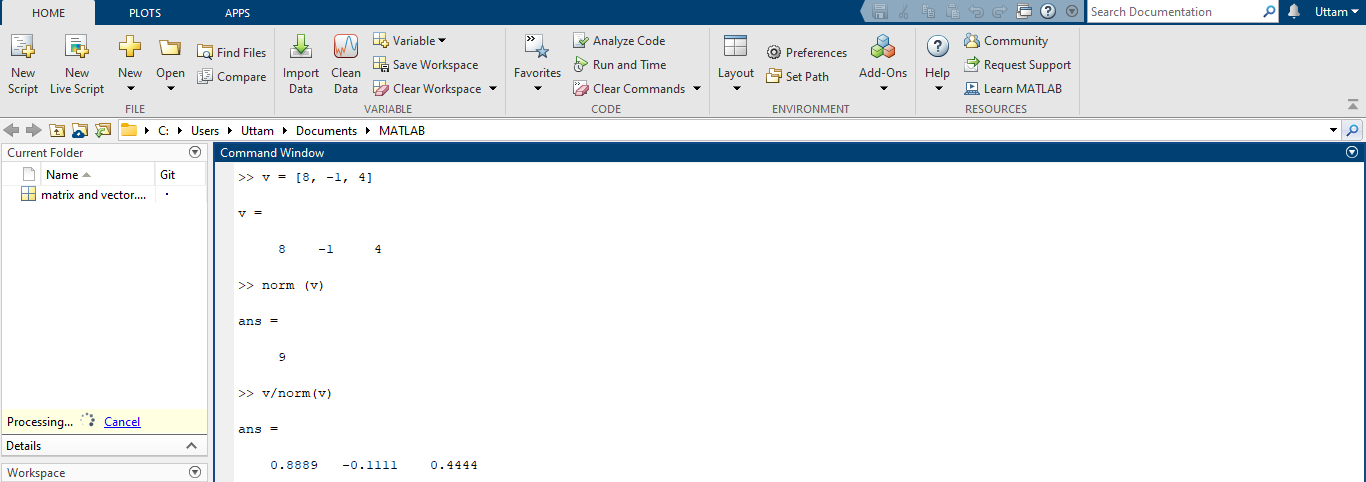 HOME PLOTS APPS Search Documentation Uttam
New Script New Live Script New Open Find Files Compare
Import Data Clean Data Variable Save Workspace Clear Workspace
Favorites Analyze Code Run and Time Clear Commands
Layout Preferences Set Path Add-Ons
Help Community Request Support Learn MATLAB
FILE VARIABLE CODE ENVIRONMENT RESOURCES
C: Users Uttam Documents MATLAB
Current Folder
Name Git
matrix and vector....
Processing... Cancel
Details
Workspace
Command Window
>> v = [8, -1, 4]
v =
8 -1 4
>> norm (v)
ans =
9
>> v/norm(v)
ans =
0.8889 -0.1111 0.4444